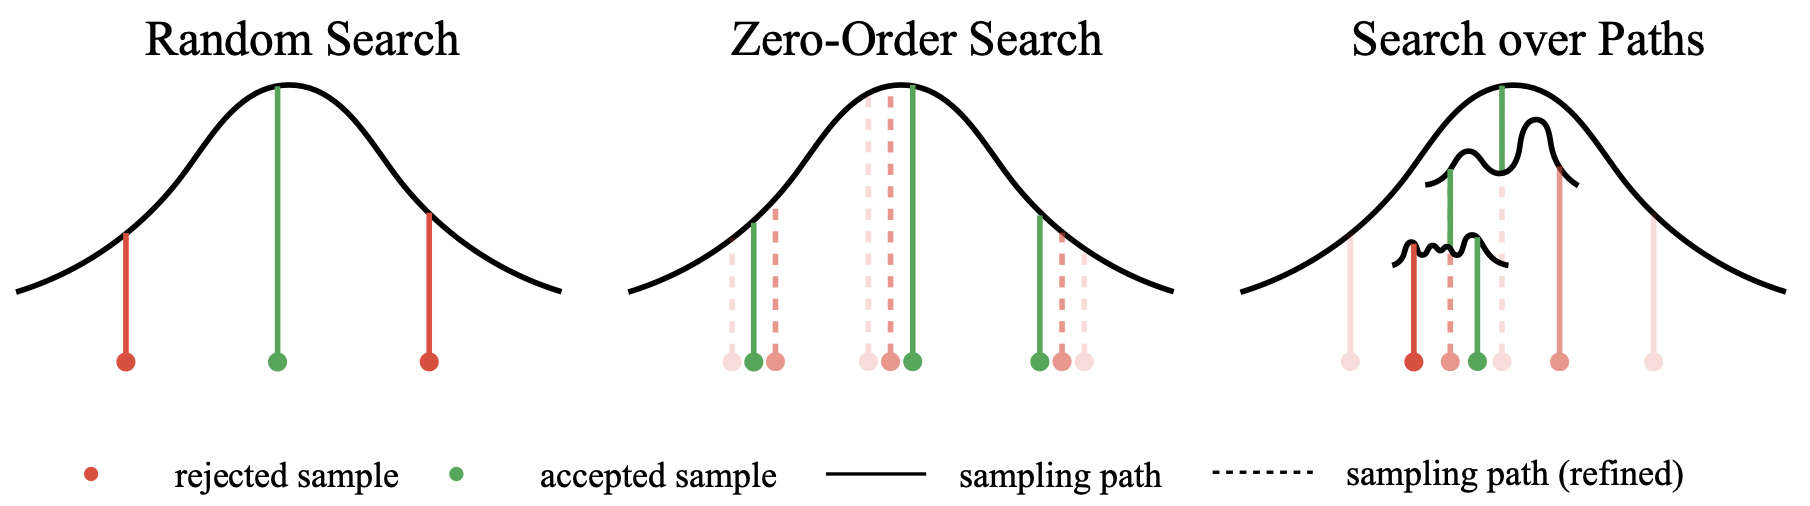 Random Search
Zero-Order Search
Search over Paths
rejected sample
accepted sample
sampling path
sampling path (refined)